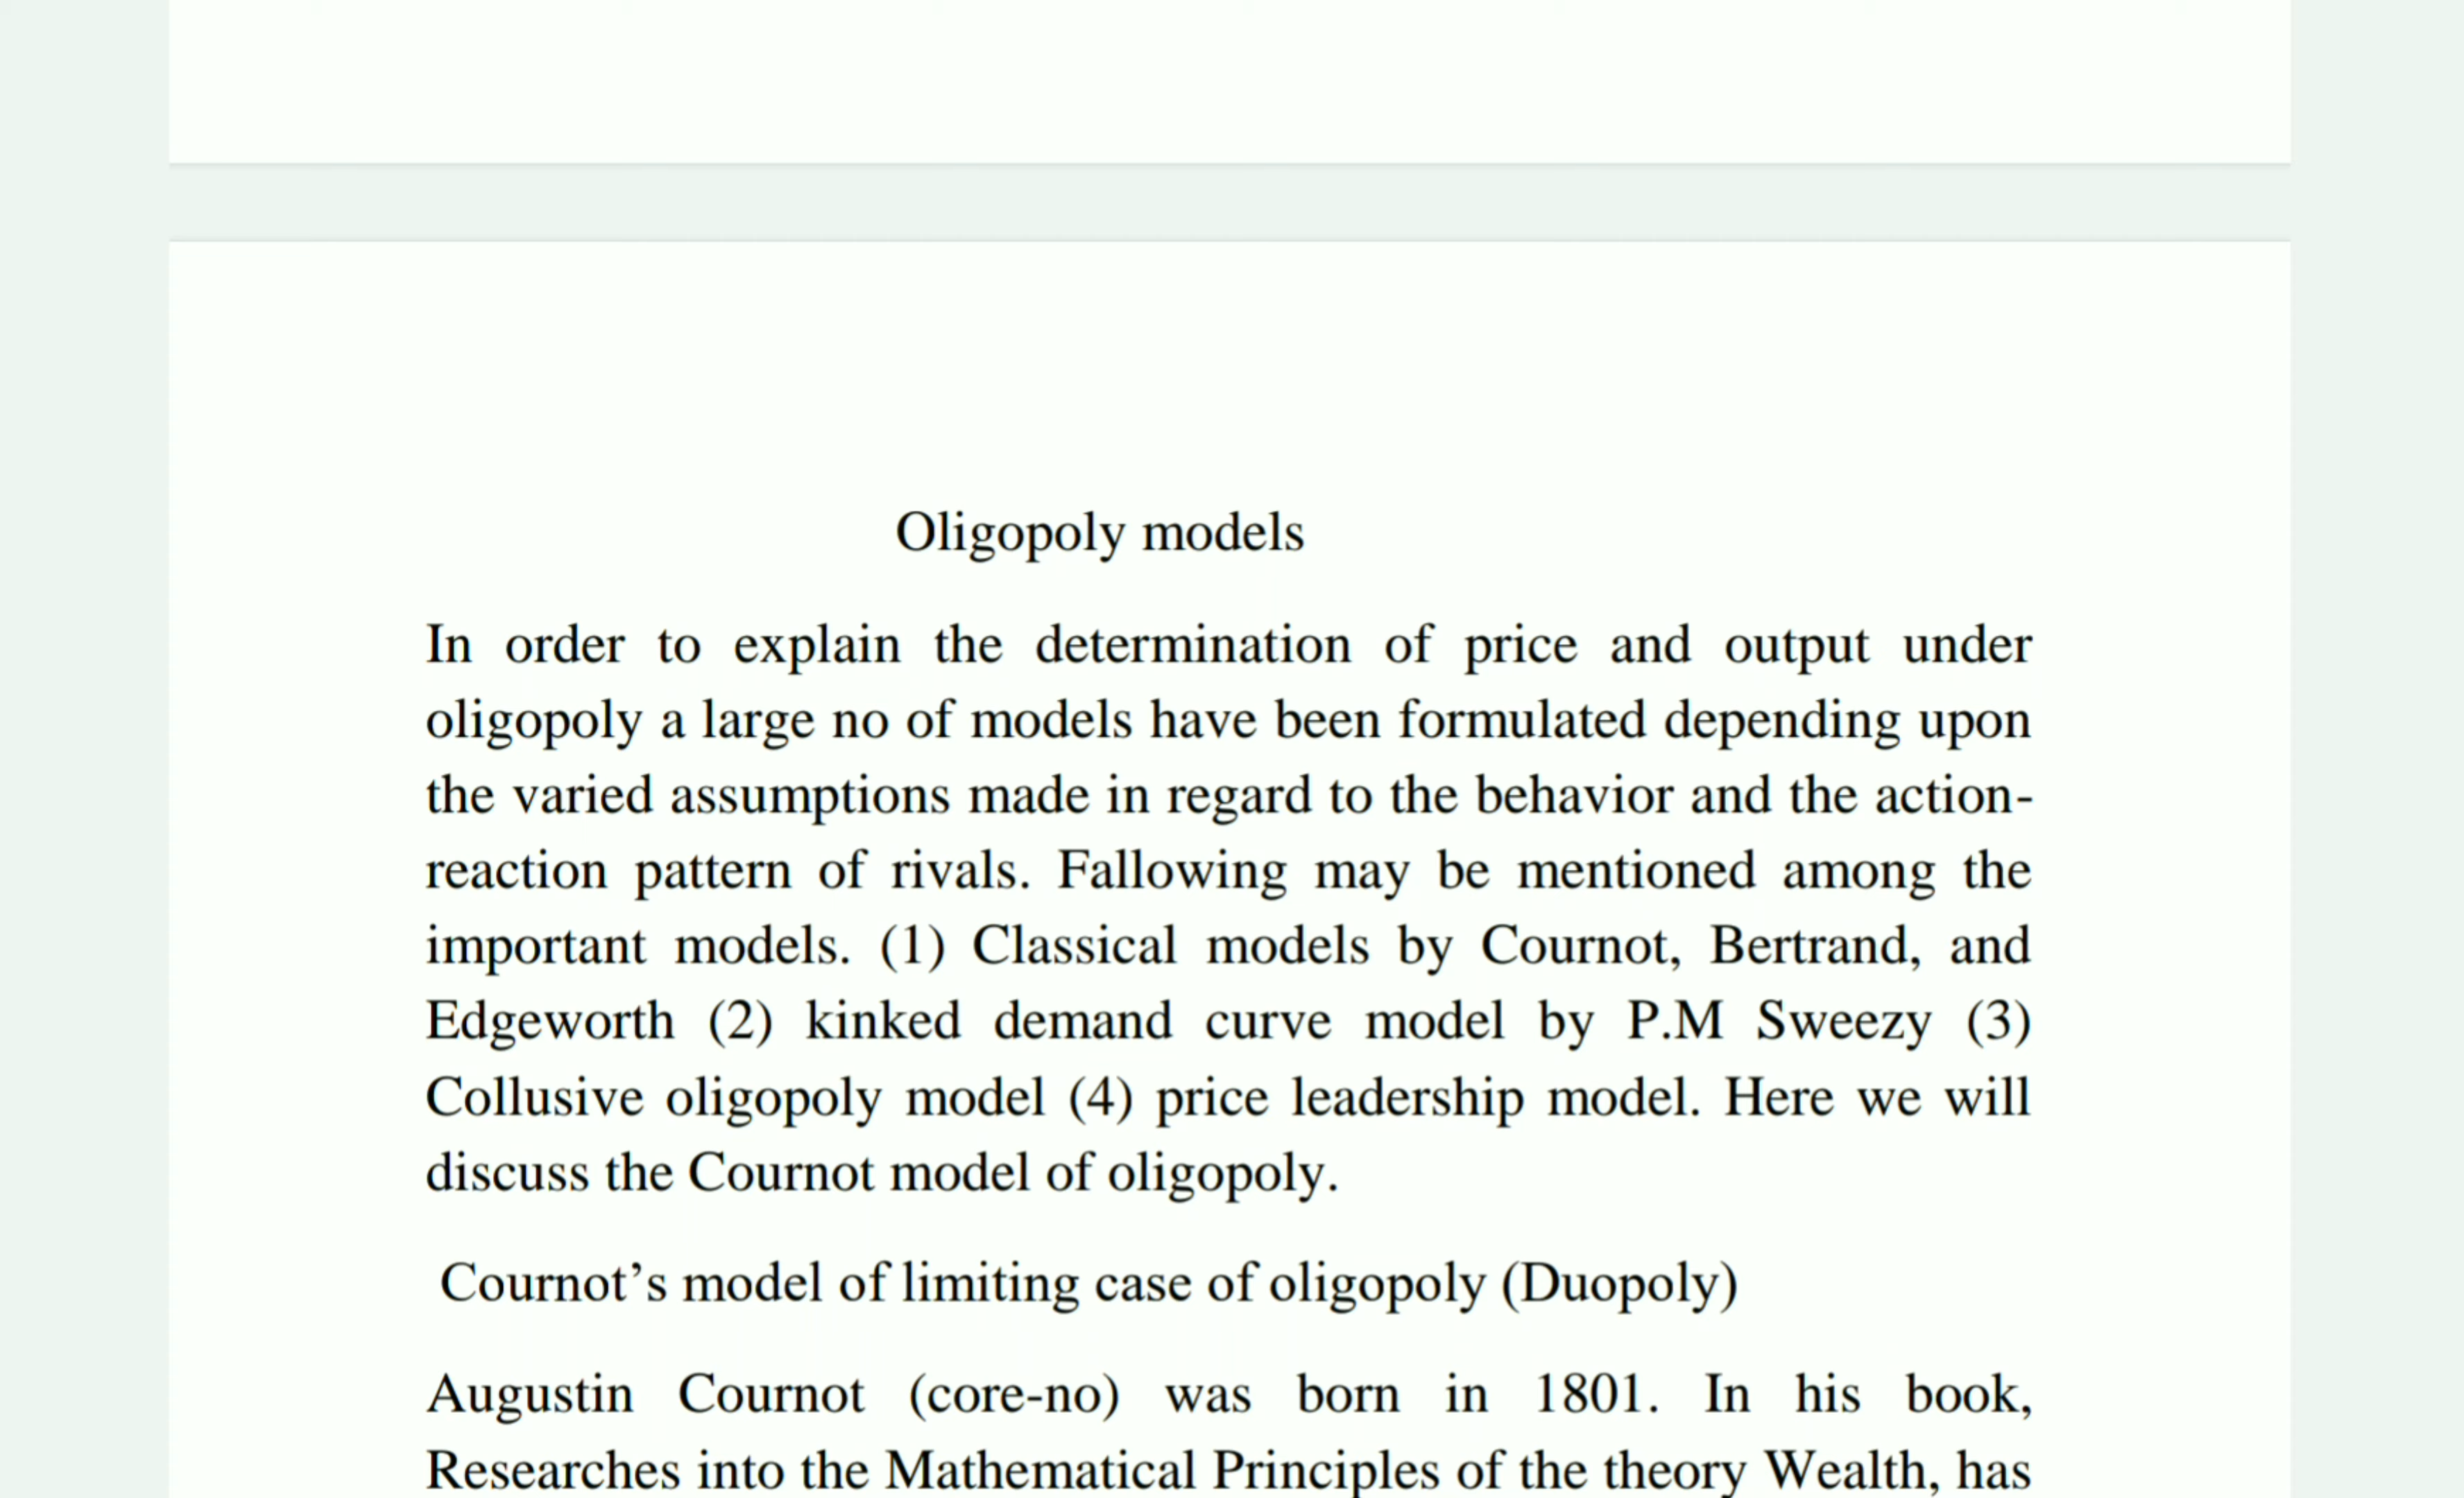 Oligopoly models
In order to explain the determination of price and output under
oligopoly a large no of models have been formulated depending upon
the varied assumptions made in regard to the behavior and the action-
reaction pattern of rivals. Fallowing may be mentioned among the
important models. (1) Classical models by Cournot, Bertrand, and
Edgeworth (2) kinked demand curve model by P.M Sweezy (3)
Collusive oligopoly model (4) price leadership model. Here we will
discuss the Cournot model of oligopoly.
Cournot’s model of limiting case of oligopoly (Duopoly)
Augustin Cournot (core-no) was born in 1801. In his book,
Researches into the Mathematical Principles of the theory Wealth, has